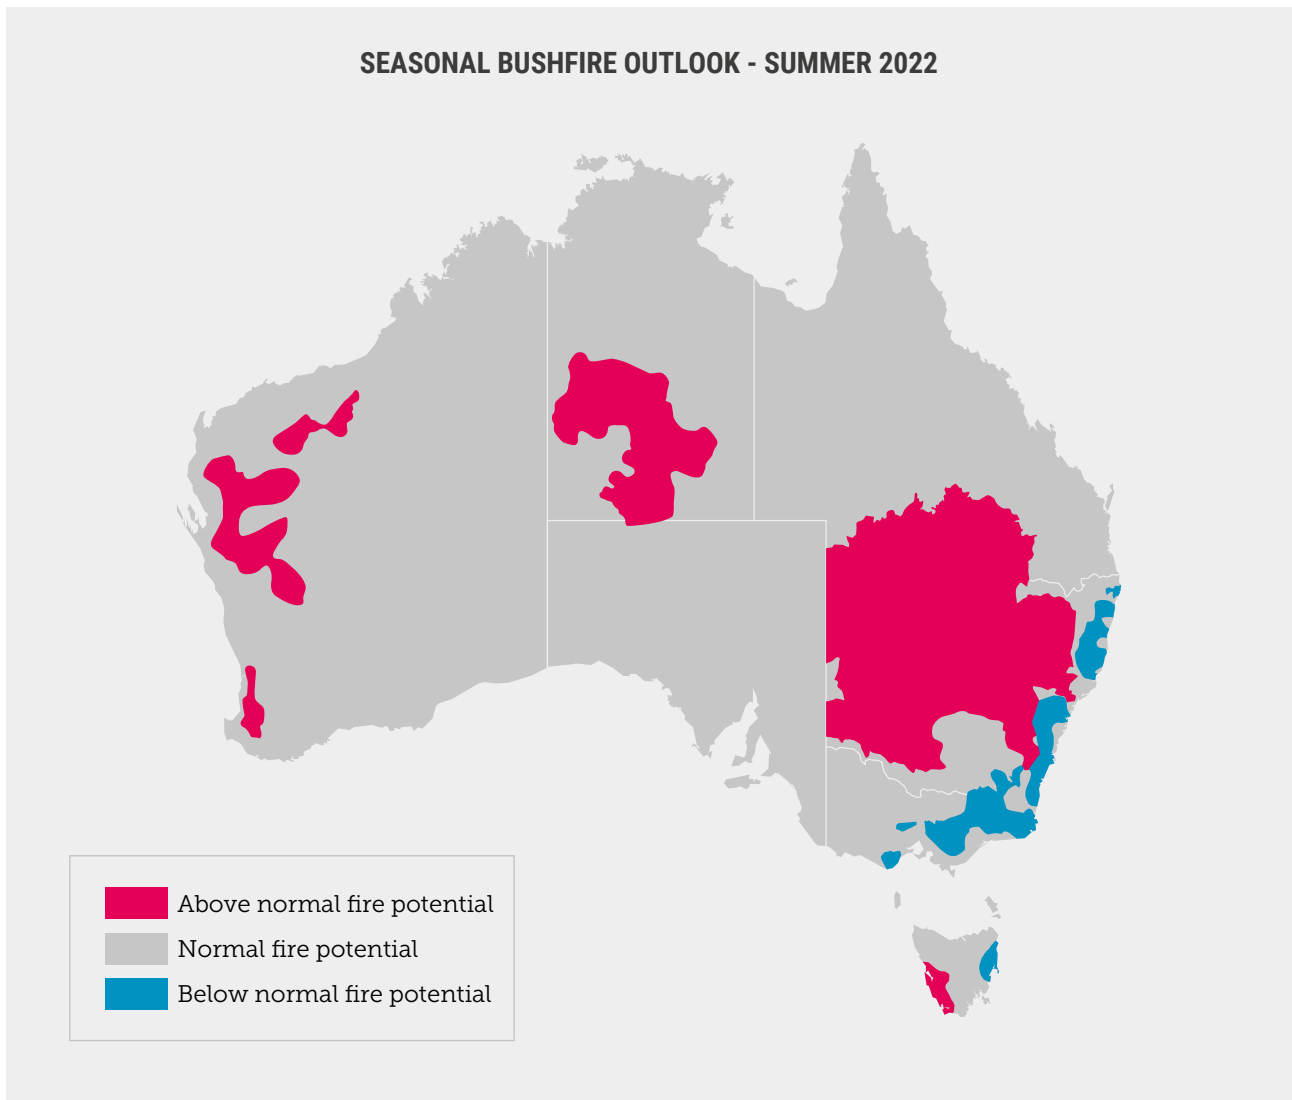 SEASONAL BUSHFIRE OUTLOOK - SUMMER 2022
Above normal fire potential
Normal fire potential
Below normal fire potential